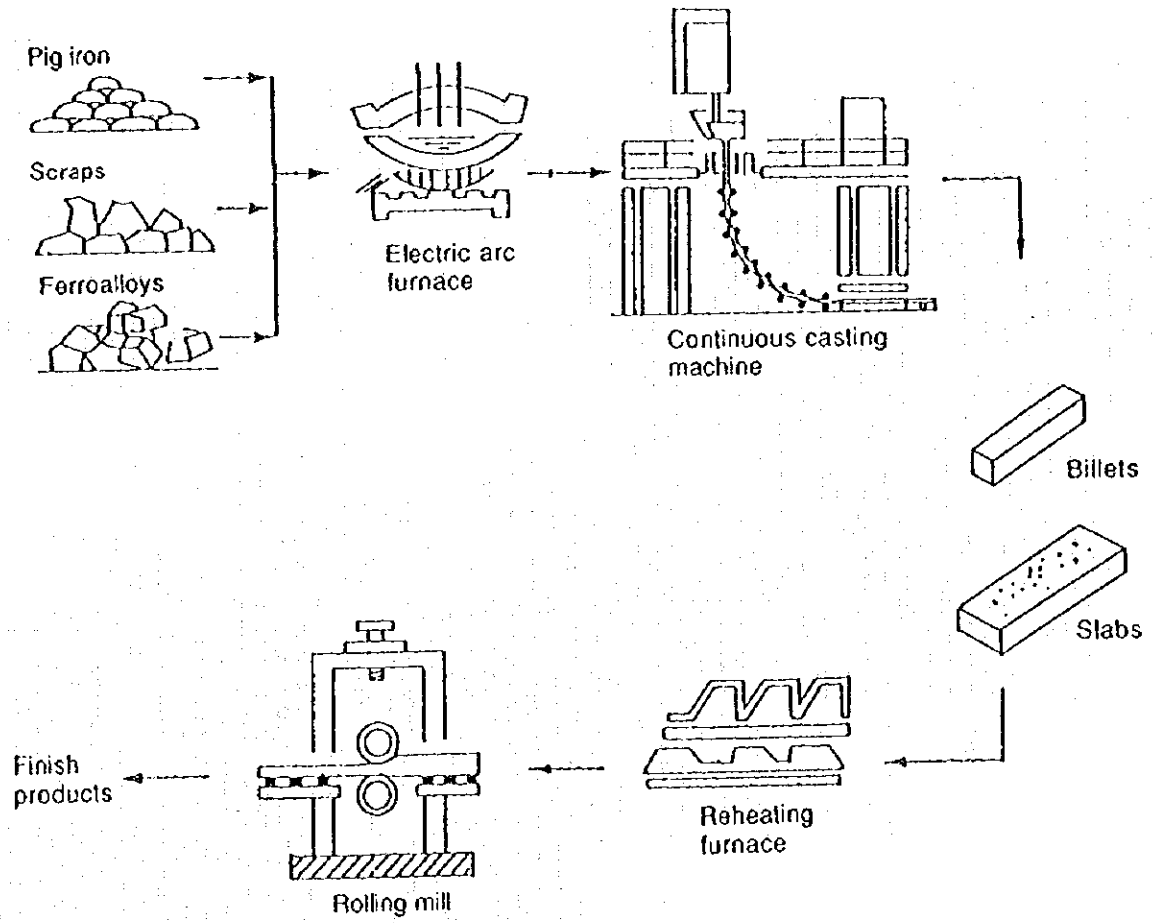 Pig iron
Scraps
Ferroalloys
Electric arc
furnace
Continuous casting
machine
Billets
Slabs
Reheating
furnace
Rolling mill
Finish
products